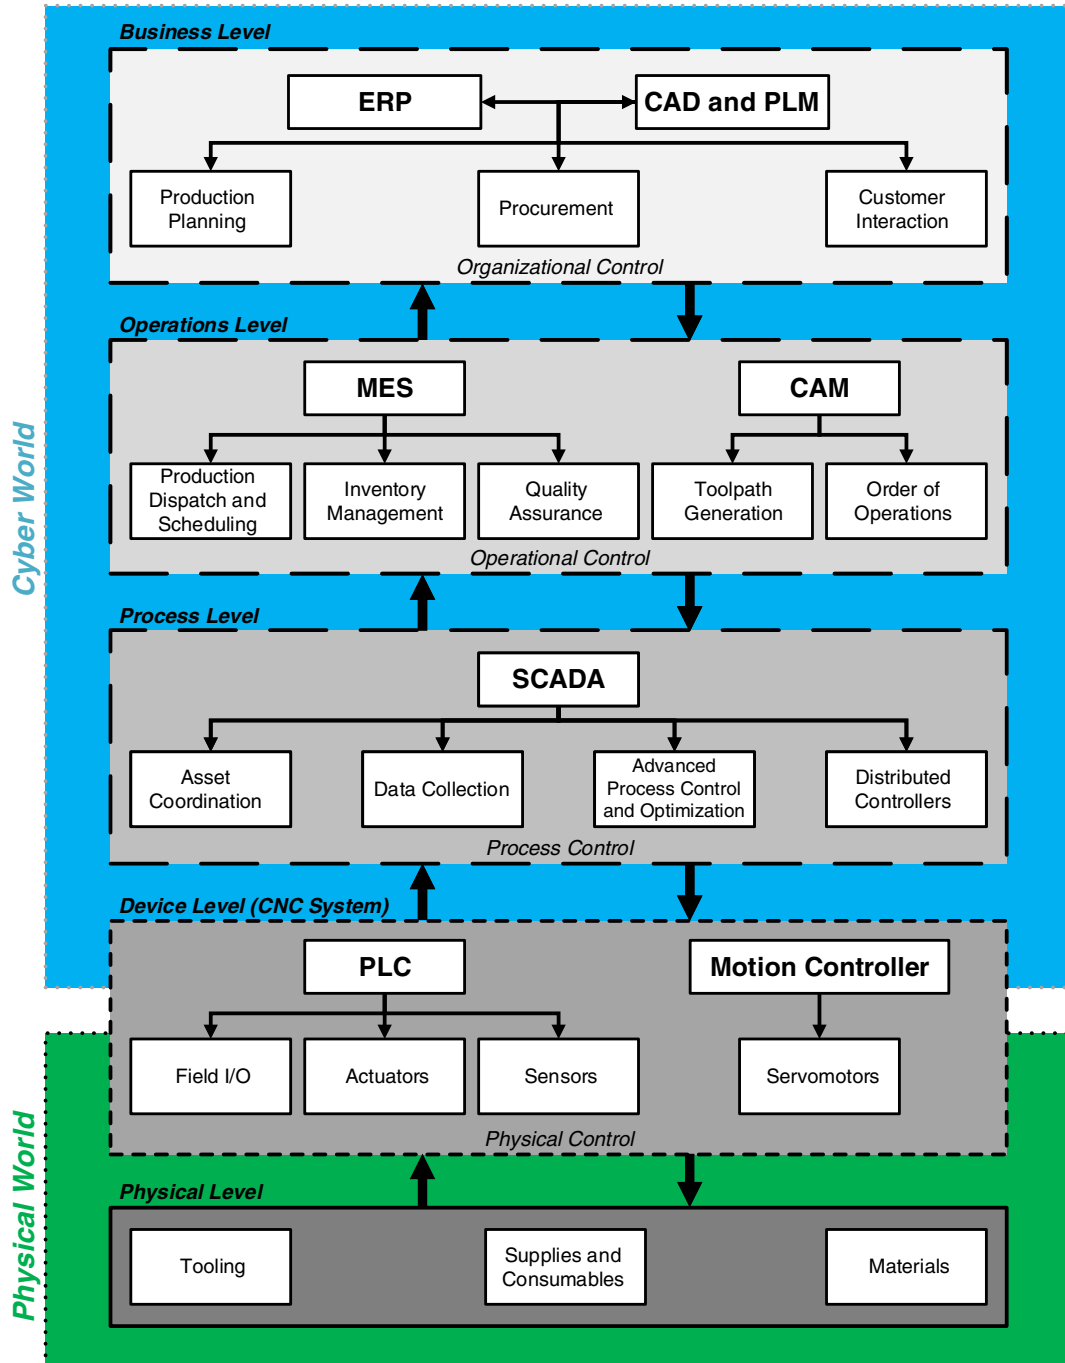 Business Level
ERP
CAD and PLM
Production
Planning
Procurement
Customer
Interaction
Organizational Control
Operations Level
MES
CAM
Production
Dispatch and
Scheduling
Inventory
Management
Quality
Assurance
Toolpath
Generation
Order of
Operations
Operational Control
Cyber World
Process Level
SCADA
Asset
Coordination
Data Collection
Advanced
Process Control
and Optimization
Distributed
Controllers
Process Control
Device Level (CNC System)
PLC
Motion Controller
Field I/O
Actuators
Sensors
Servomotors
Physical Control
Physical World
Physical Level
Tooling
Supplies and
Consumables
Materials